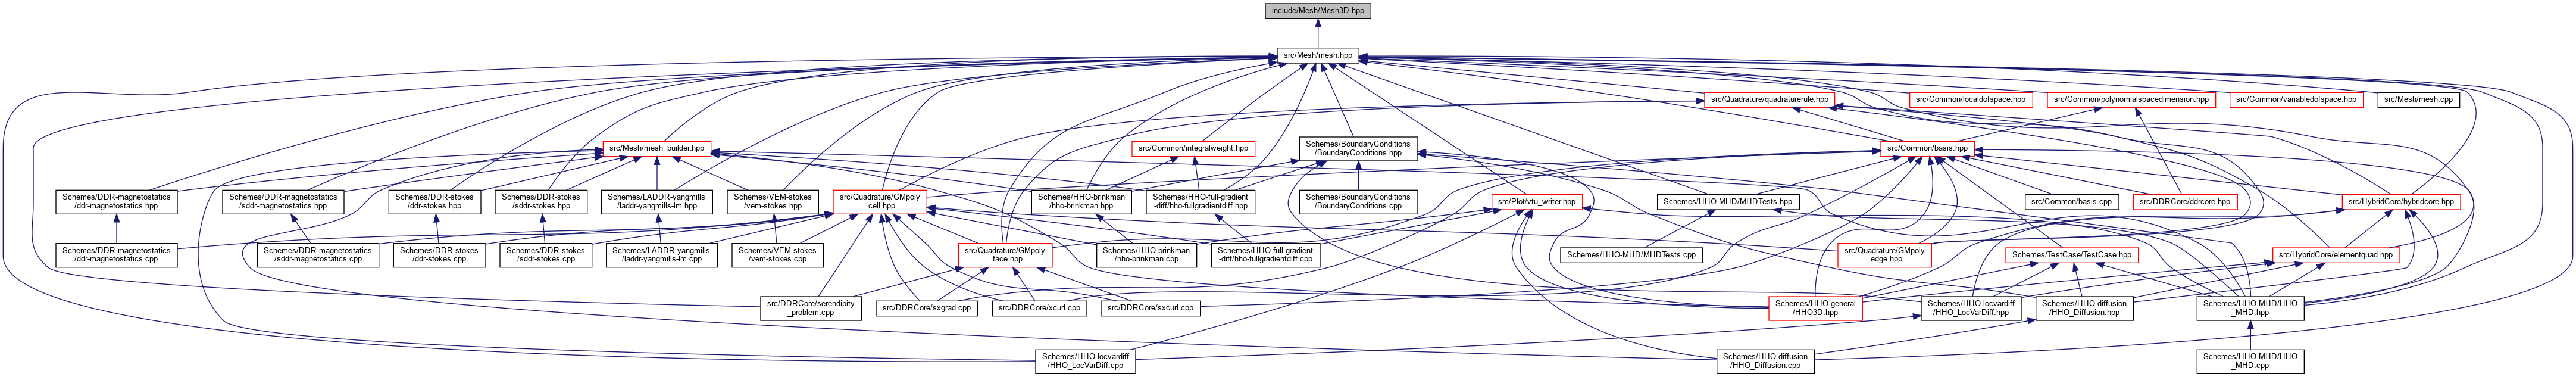 include/Mesh/Mesh3D.hpp
src/Mesh/mesh.hpp
src/Quadrature/quadraturerule.hpp
src/Common/localdofspace.hpp
src/Common/polynomialspacedimension.hpp
src/Common/variabledofspace.hpp
src/Mesh/mesh.cpp
src/Mesh/mesh_builder.hpp
src/Common/integralweight.hpp
Schemes/BoundaryConditions
/BoundaryConditions.hpp
src/Common/basis.hpp
Schemes/DDR-magnetostatics
/ddr-magnetostatics.hpp
Schemes/DDR-magnetostatics
/sddr-magnetostatics.hpp
Schemes/DDR-stokes
/ddr-stokes.hpp
Schemes/DDR-stokes
/sddr-stokes.hpp
Schemes/LADDR-yangmills
/laddr-yangmills-lm.hpp
Schemes/VEM-stokes
/vem-stokes.hpp
src/Quadrature/GMpoly
_cell.hpp
Schemes/HHO-brinkman
/hho-brinkman.hpp
Schemes/HHO-full-gradient
-diff/hho-fullgradientdiff.hpp
Schemes/BoundaryConditions
/BoundaryConditions.cpp
src/Plot/vtu_writer.hpp
Schemes/HHO-MHD/MHDTests.hpp
src/Common/basis.cpp
src/DDRCore/ddrcore.hpp
src/HybridCore/hybridcore.hpp
Schemes/DDR-magnetostatics
/ddr-magnetostatics.cpp
Schemes/DDR-magnetostatics
/sddr-magnetostatics.cpp
Schemes/DDR-stokes
/ddr-stokes.cpp
Schemes/DDR-stokes
/sddr-stokes.cpp
Schemes/LADDR-yangmills
/laddr-yangmills-lm.cpp
Schemes/VEM-stokes
/vem-stokes.cpp
src/Quadrature/GMpoly
_face.hpp
Schemes/HHO-brinkman
/hho-brinkman.cpp
Schemes/HHO-full-gradient
-diff/hho-fullgradientdiff.cpp
Schemes/HHO-MHD/MHDTests.cpp
src/Quadrature/GMpoly
_edge.hpp
Schemes/TestCase/TestCase.hpp
src/HybridCore/elementquad.hpp
src/DDRCore/serendipity
_problem.cpp
src/DDRCore/sxgrad.cpp
src/DDRCore/xcurl.cpp
src/DDRCore/sxcurl.cpp
Schemes/HHO-general
/HHO3D.hpp
Schemes/HHO-locvardiff
/HHO_LocVarDiff.hpp
Schemes/HHO-diffusion
/HHO_Diffusion.hpp
Schemes/HHO-MHD/HHO
_MHD.hpp
Schemes/HHO-locvardiff
/HHO_LocVarDiff.cpp
Schemes/HHO-diffusion
/HHO_Diffusion.cpp
Schemes/HHO-MHD/HHO
_MHD.cpp